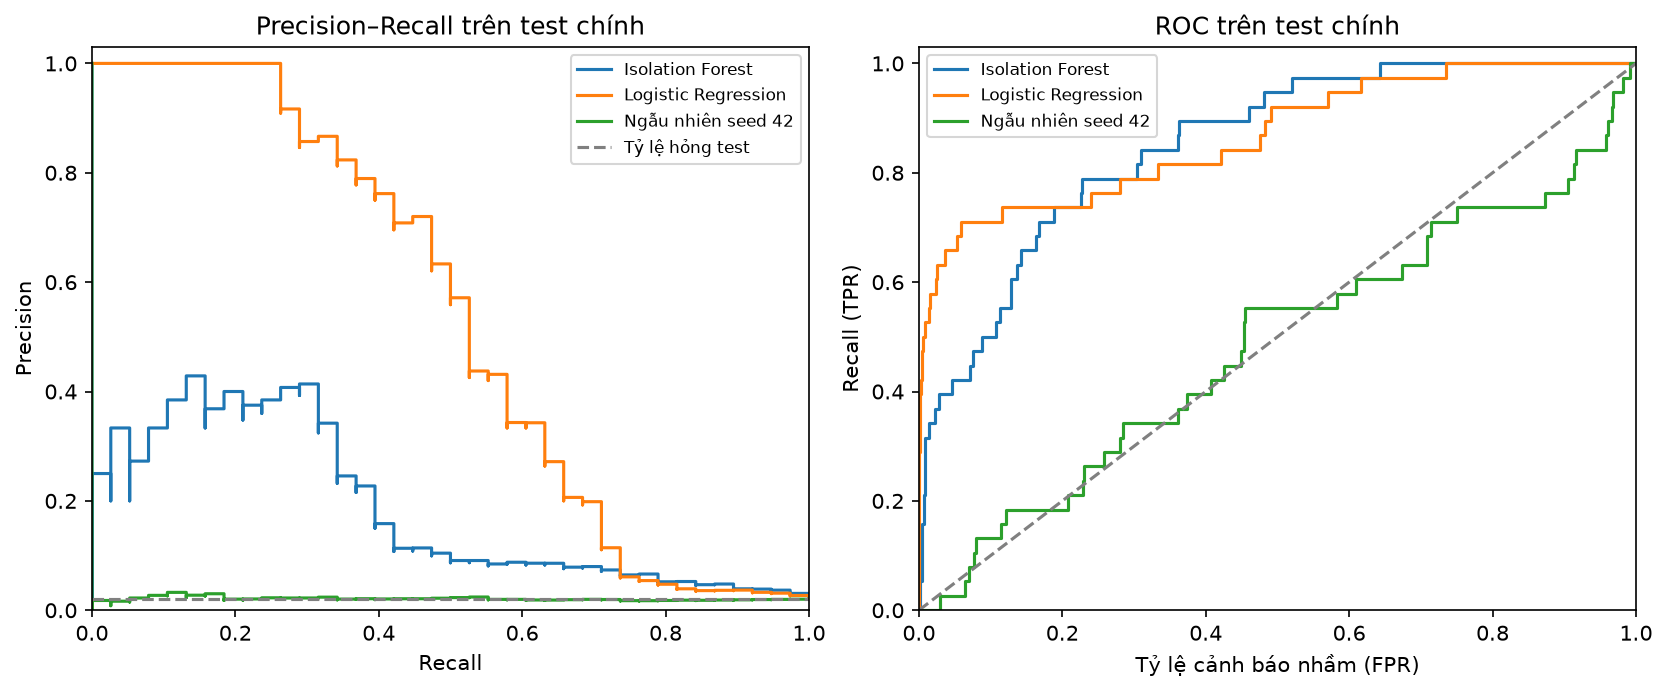 Precision–Recall trên test chính
Precision
1.0
0.8
0.6
0.4
0.2
0.0
Isolation Forest
Logistic Regression
Ngẫu nhiên seed 42
Tỷ lệ hỏng test
0.0 0.2 0.4 0.6 0.8 1.0
Recall
ROC trên test chính
Recall (TPR)
1.0
0.8
0.6
0.4
0.2
0.0
Isolation Forest
Logistic Regression
Ngẫu nhiên seed 42
0.0 0.2 0.4 0.6 0.8 1.0
Tỷ lệ cảnh báo nhầm (FPR)